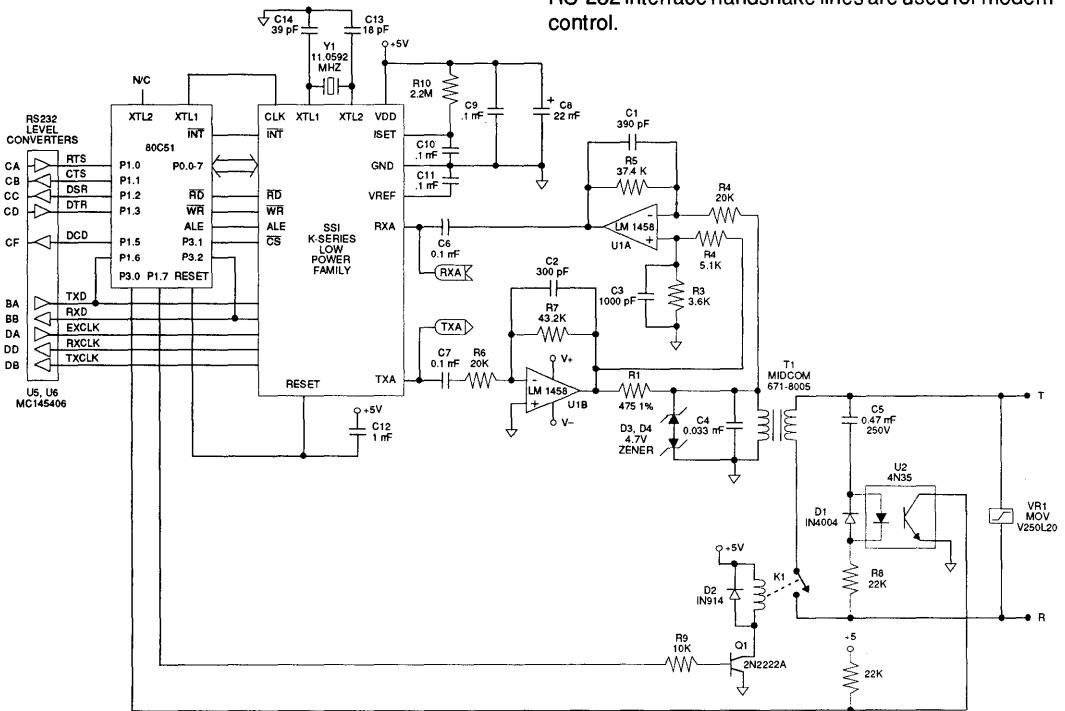 RS-232 interface handshake lines are used for modem
control.
C14
39 pF
C13
18 pF
Y1
11.0592
MHZ
+5V
N/C
R10
2.2M
C9
.1 mF
+
C8
22 mF
RS232
LEVEL
CONVERTERS
XTL2
XTL1
INT
80C51
P0.0-7
RD
WR
ALE
P3.1
P3.2
P1.0
P1.1
P1.2
P1.3
P1.5
P1.6
P3.0
P1.7
RESET
CLK
XTL1
XTL2
VDD
INT
ISET
GND
VREF
RD
WR
ALE
CS
RXA
SSI
K-SERIES
LOW
POWER
FAMILY
TXA
RESET
C10
.1 mF
C11
.1 mF
CA
RTS
CB
CTS
CC
DSR
CD
DTR
CF
DCD
BA
TXD
BB
RXD
DA
EXCLK
DD
RXCLK
DB
TXCLK
U5, U6
MC145406
C1
390 pF
R5
37.4 K
R4
20K
-
+
LM 1458
U1A
R4
5.1K
C6
0.1 mF
RXA
C3
1000 pF
R3
3.6K
C2
300 pF
R7
43.2K
TXA
C7
0.1 mF
R6
20K
V+
-
+
LM 1458
U1B
V–
R1
475 1%
D3, D4
4.7V
ZENER
C4
0.033 mF
T1
MIDCOM
671-8005
+5V
C12
1 mF
T
C5
0.47 mF
250V
U2
4N35
D1
IN4004
VR1
MOV
V250L20
R8
22K
+5V
D2
IN914
K1
R
R9
10K
Q1
2N2222A
+5
22K